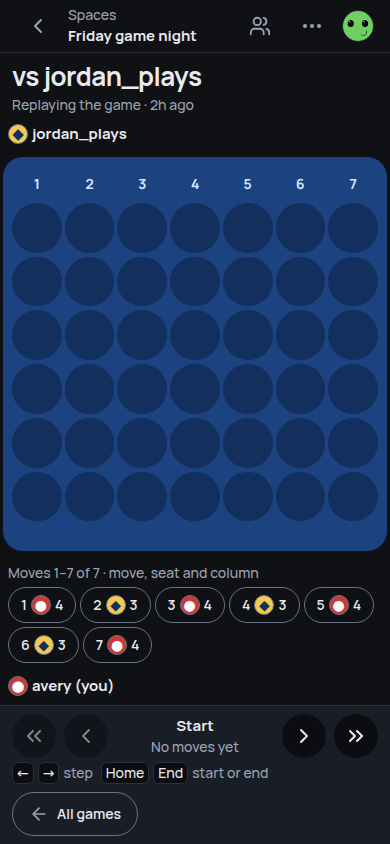 Spaces
Friday game night
vs jordan_plays
Replaying the game · 2h ago
jordan_plays
1 2 3 4 5 6 7
Moves 1–7 of 7 · move, seat and column
1 4 2 3 3 4 4 3 5 4
6 3 7 4
avery (you)
Start
No moves yet
← → step Home End start or end
← All games